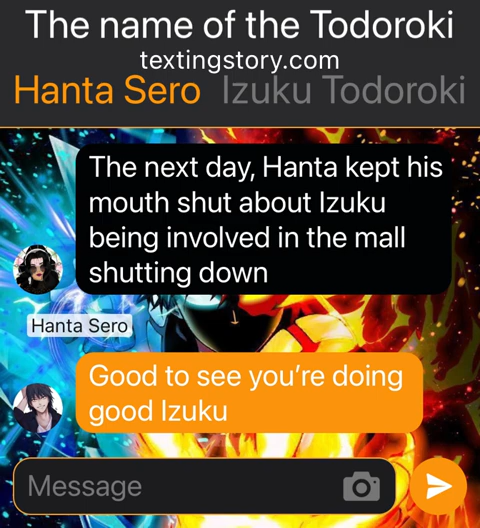 The name of the Todoroki
textingstory.com
Hanta Sero Izuku Todoroki
The next day, Hanta kept his
mouth shut about Izuku
being involved in the mall
shutting down
Hanta Sero
Good to see you’re doing
good Izuku
Message